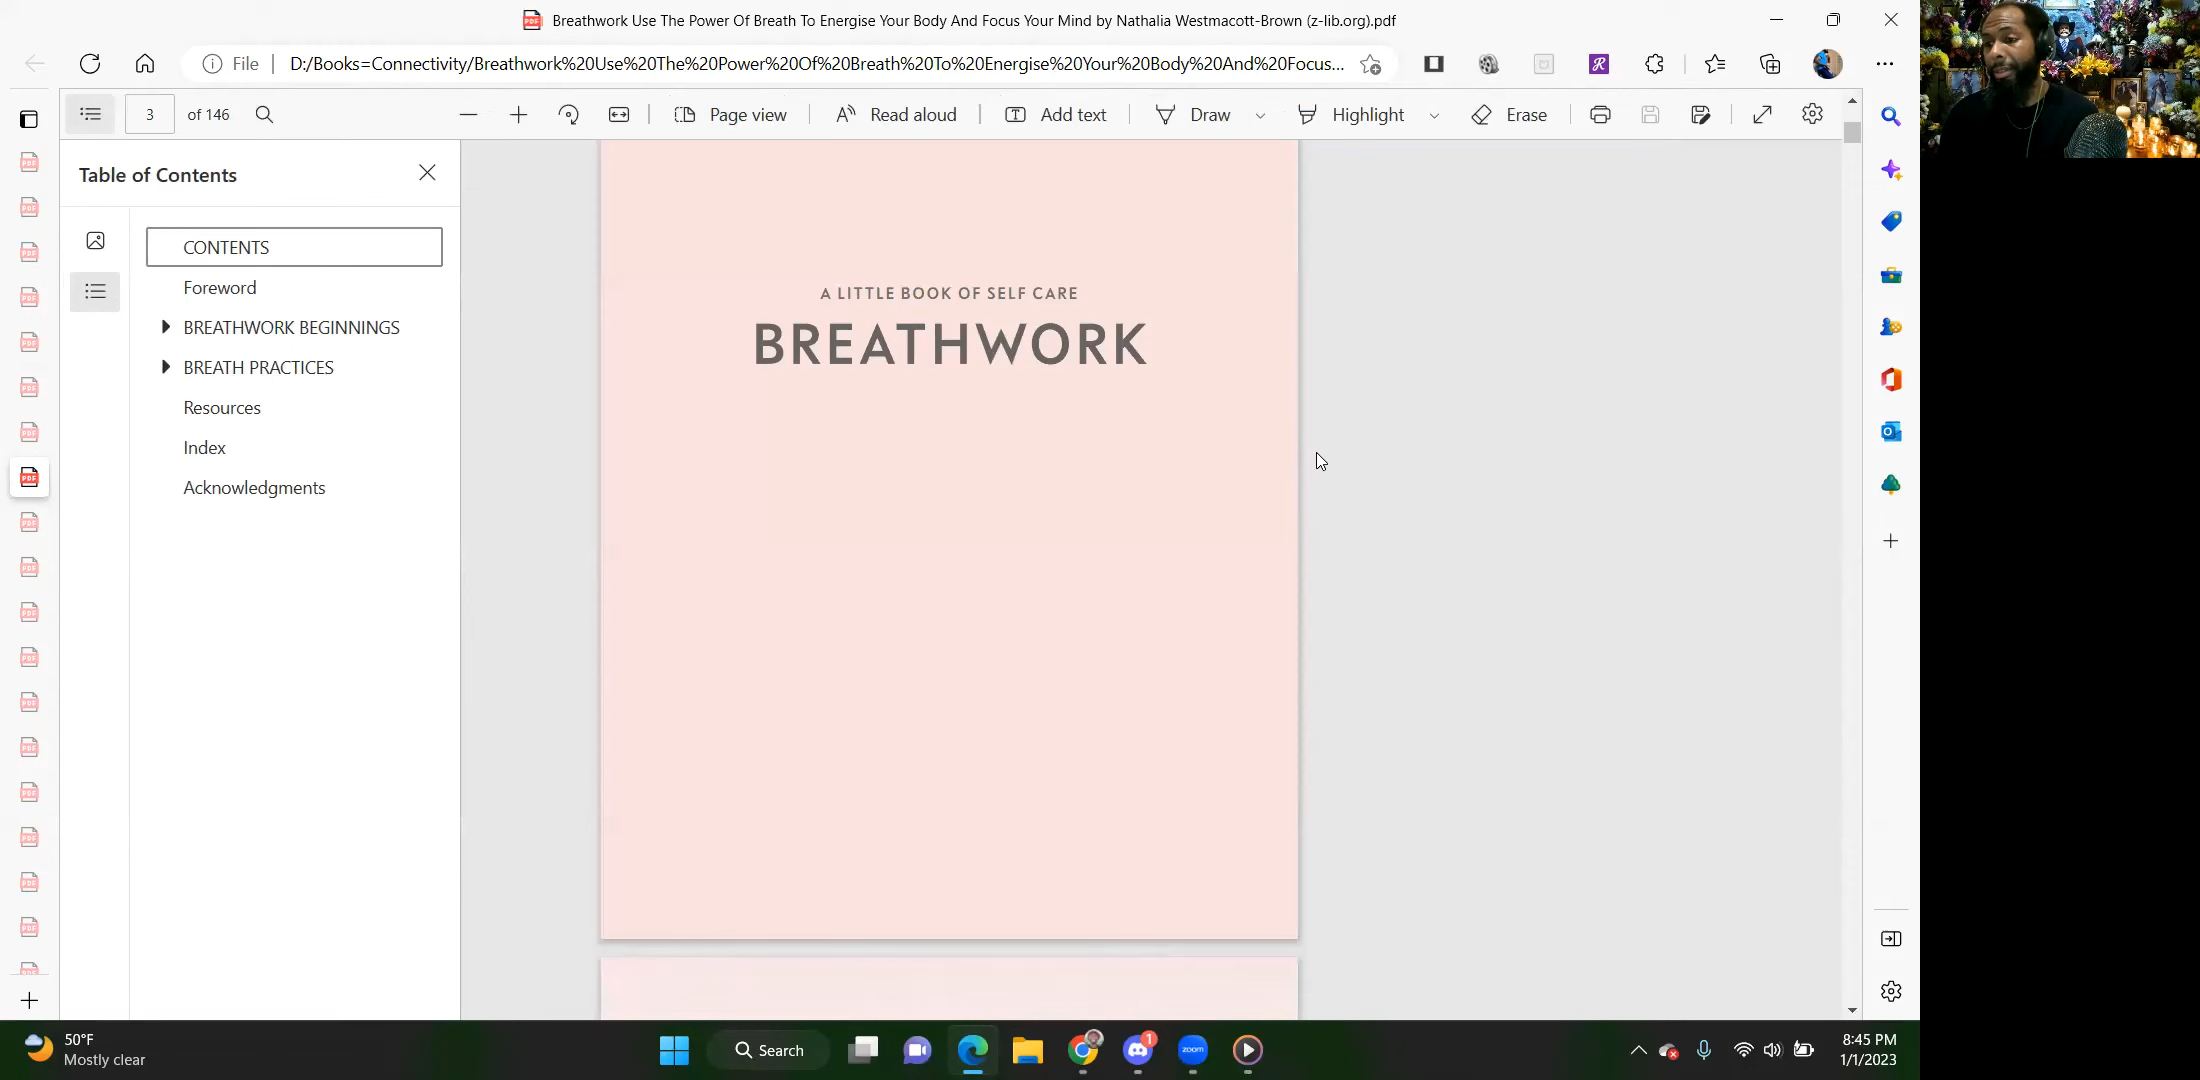 Breathwork Use The Power Of Breath To Energise Your Body And Focus Your Mind by Nathalia Westmacott-Brown (z-lib.org).pdf
File
D:/Books=Connectivity/Breathwork%20Use%20The%20Power%20Of%20Breath%20To%20Energise%20Your%20Body%20And%20Focus...
3 of 146
Page view
Read aloud
Add text
Draw
Highlight
Erase
Table of Contents
CONTENTS
Foreword
BREATHWORK BEGINNINGS
BREATH PRACTICES
Resources
Index
Acknowledgments
A LITTLE BOOK OF SELF CARE
BREATHWORK
50°F
Mostly clear
Search
1
zoom
8:45 PM
1/1/2023